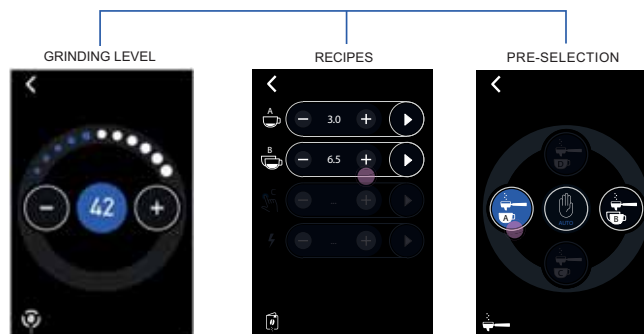 GRINDING LEVEL
RECIPES
PRE-SELECTION
42
A
3.0
B
6.5
C
D
A
AUTO
B
C